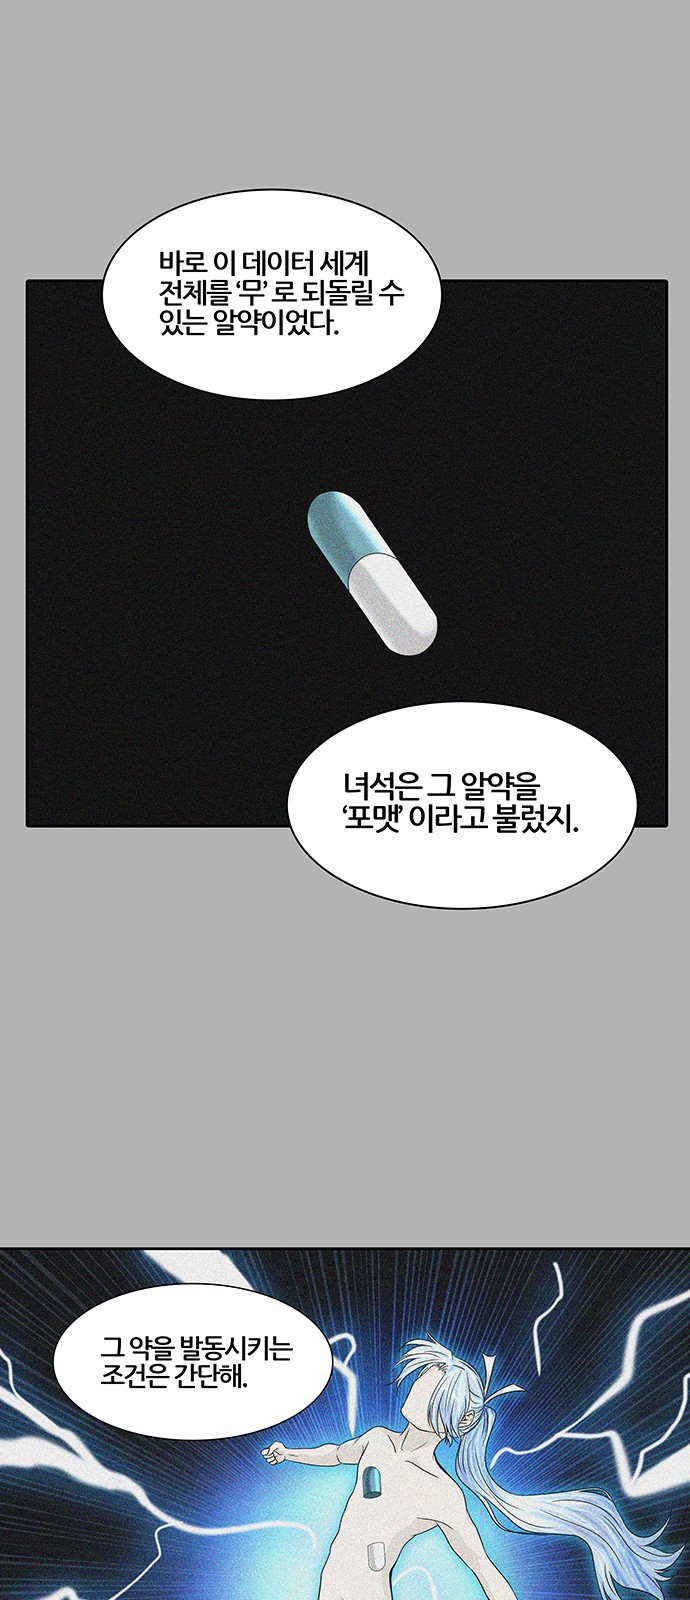 바로 이 데이터 세계
전체를 ‘무’ 로 되돌릴 수
있는 알약이었다.
녀석은 그 알약을
‘포맷’ 이라고 불렀지.
그 약을 발동시키는
조건은 간단해.